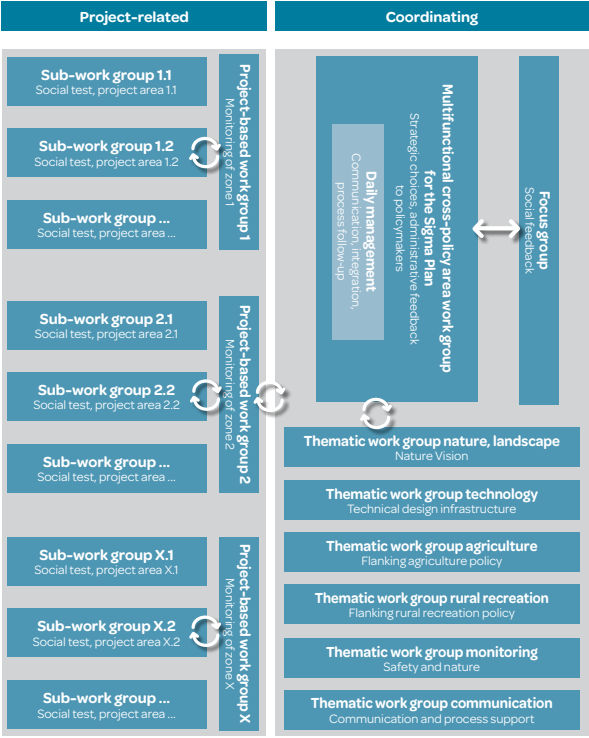 Project-related
Sub-work group 1.1
Social test, project area 1.1
Sub-work group 1.2
Social test, project area 1.2
Sub-work group ...
Social test, project area ...
Project-based work group 1
Monitoring of zone 1
Sub-work group 2.1
Social test, project area 2.1
Sub-work group 2.2
Social test, project area 2.2
Sub-work group ...
Social test, project area ...
Project-based work group 2
Monitoring of zone 2
Sub-work group X.1
Social test, project area X.1
Sub-work group X.2
Social test, project area X.2
Sub-work group ...
Social test, project area ...
Project-based work group X
Monitoring of zone X
Coordinating
Multifunctional cross-policy area work group
for the Sigma Plan
Strategic choices, administrative feedback
to policymakers
Daily management
Communication, integration,
process follow-up
Focus group
Social feedback
Thematic work group nature, landscape
Nature Vision
Thematic work group technology
Technical design infrastructure
Thematic work group agriculture
Flanking agriculture policy
Thematic work group rural recreation
Flanking rural recreation policy
Thematic work group monitoring
Safety and nature
Thematic work group communication
Communication and process support